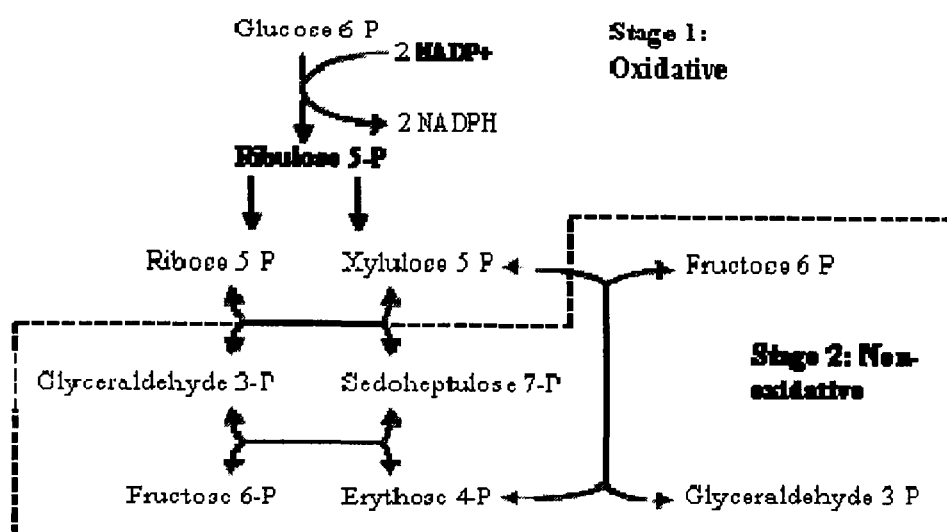 Glucose 6 P
2 NADP+
Stage 1:
Oxidative
2 NADPH
Ribulose 5-P
Ribose 5 P
Xylulose 5 P
Fructose 6 P
Stage 2: Non-
oxidative
Glyceraldehyde 3-P
Sedoheptulose 7-P
Fructose 6-P
Erythose 4-P
Glyceraldehyde 3 P